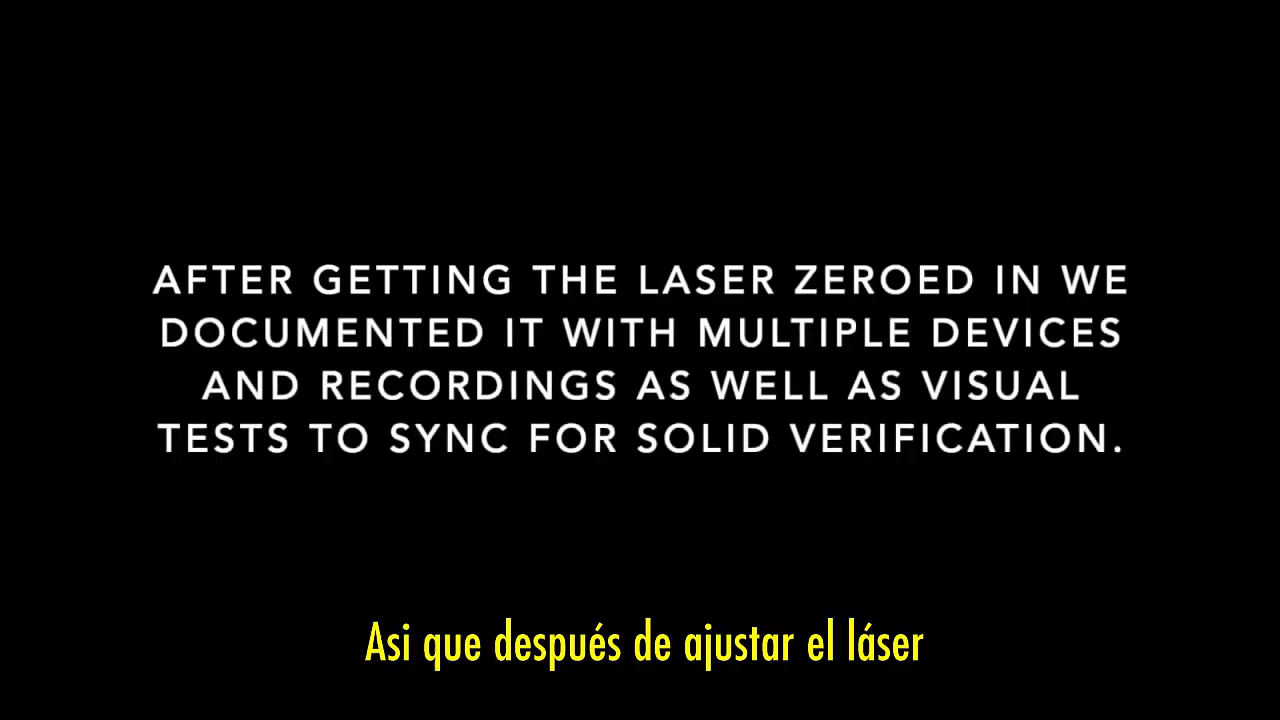 AFTER GETTING THE LASER ZEROED IN WE
DOCUMENTED IT WITH MULTIPLE DEVICES
AND RECORDINGS AS WELL AS VISUAL
TESTS TO SYNC FOR SOLID VERIFICATION.
Asi que después de ajustar el láser